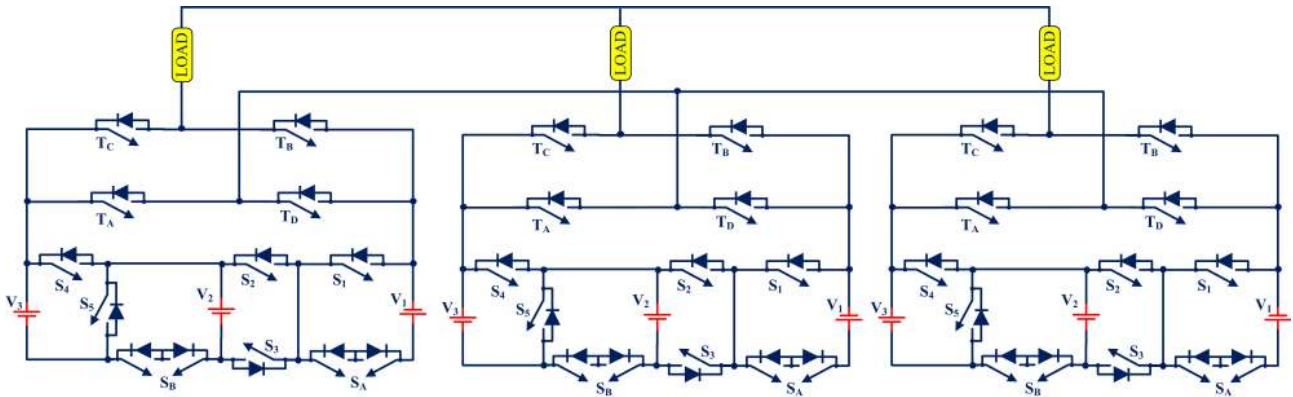 LOAD LOAD LOAD
TC TB TC TB TC TB
TA TD TA TD TA TD
S4 S2 S1 S4 S2 S1 S4 S2 S1
V3 S5 V2 V1 V3 S5 V2 V1 V3 S5 V2 V1
S3 S3 S3
SB SA SB SA SB SA